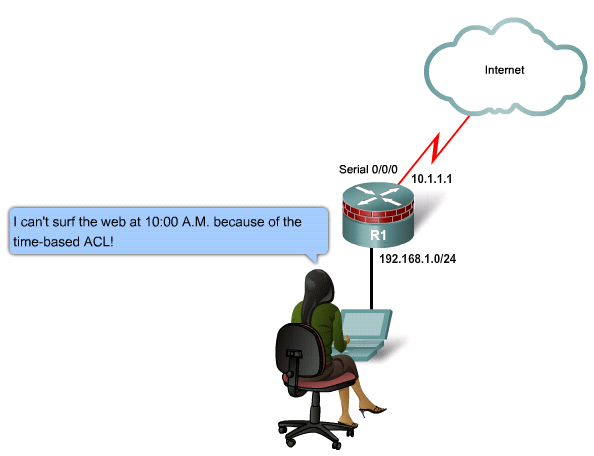 Internet
Serial 0/0/0
10.1.1.1
R1
I can't surf the web at 10:00 A.M. because of the
time-based ACL!
192.168.1.0/24